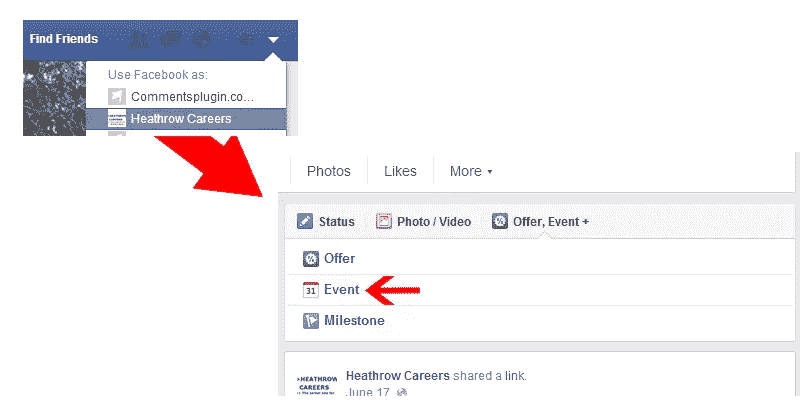 Find Friends
Use Facebook as:
Commentsplugin.co...
Heathrow Careers
Photos Likes More
Status Photo / Video Offer, Event +
Offer
31 Event
Milestone
Heathrow Careers shared a link.
>HEATHROW
CAREERS
June 17